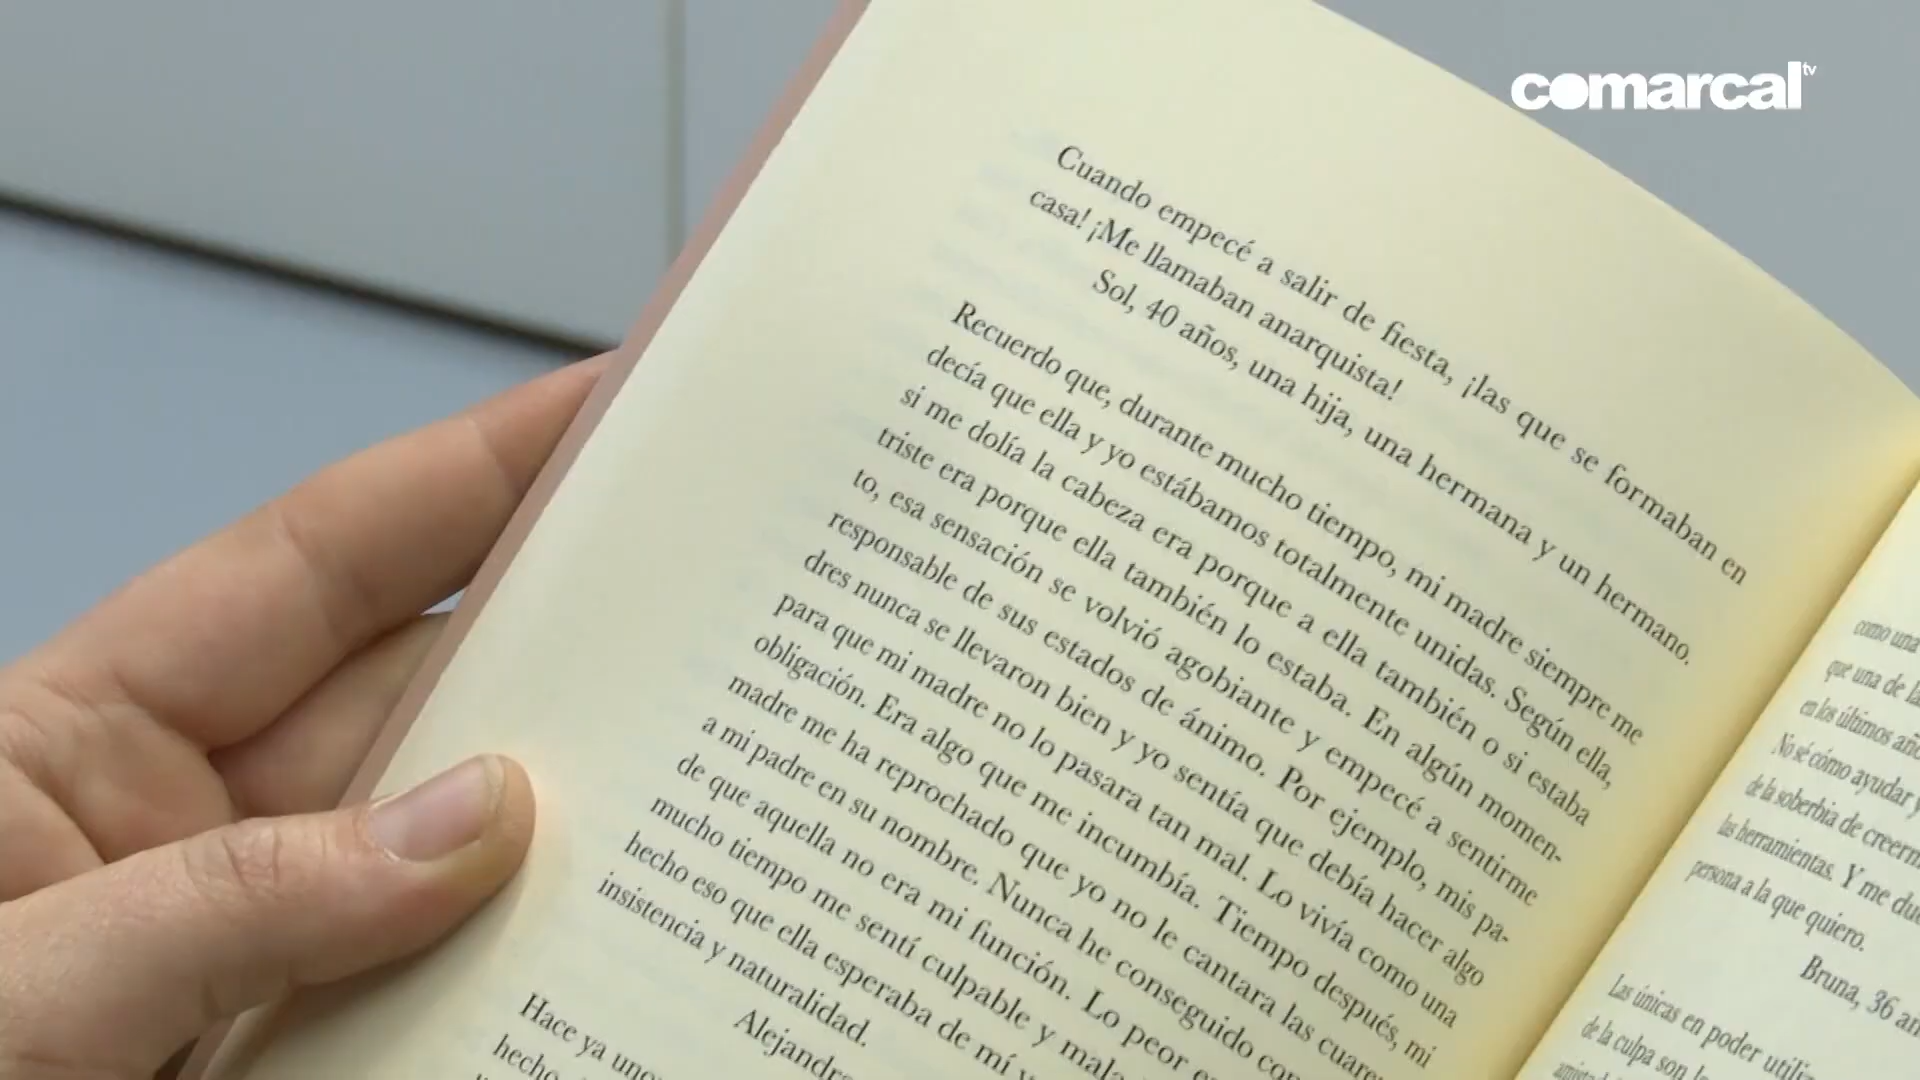 comarcal tv
Cuando empecé a salir de fiesta, ¡las que se formaban en
casa! ¡Me llamaban anarquista!
Sol, 40 años, una hija, una hermana y un hermano.
Recuerdo que, durante mucho tiempo, mi madre siempre me
decía que ella y yo estábamos totalmente unidas. Según ella,
si me dolía la cabeza era porque a ella también o si estaba
triste era porque ella también lo estaba. En algún momen-
to, esa sensación se volvió agobiante y empecé a sentirme
responsable de sus estados de ánimo. Por ejemplo, mis pa-
dres nunca se llevaron bien y yo sentía que debía hacer algo
para que mi madre no lo pasara tan mal. Lo vivía como una
obligación. Era algo que me incumbía. Tiempo después, mi
madre me ha reprochado que yo no le cantara las
a mi padre en su nombre. Nunca he conseguido
de que aquella no era mi función. Lo peor
mucho tiempo me sentí culpable y mala
hecho eso que ella esperaba de mí
insistencia y naturalidad.
Hace ya
hecho
como una
que una de
en los últimos
No sé cómo ayudar y
de la soberbia de
las herramientas. Y me
persona a la que quiero.
Bruna, 36
Las únicas en poder
de la culpa son